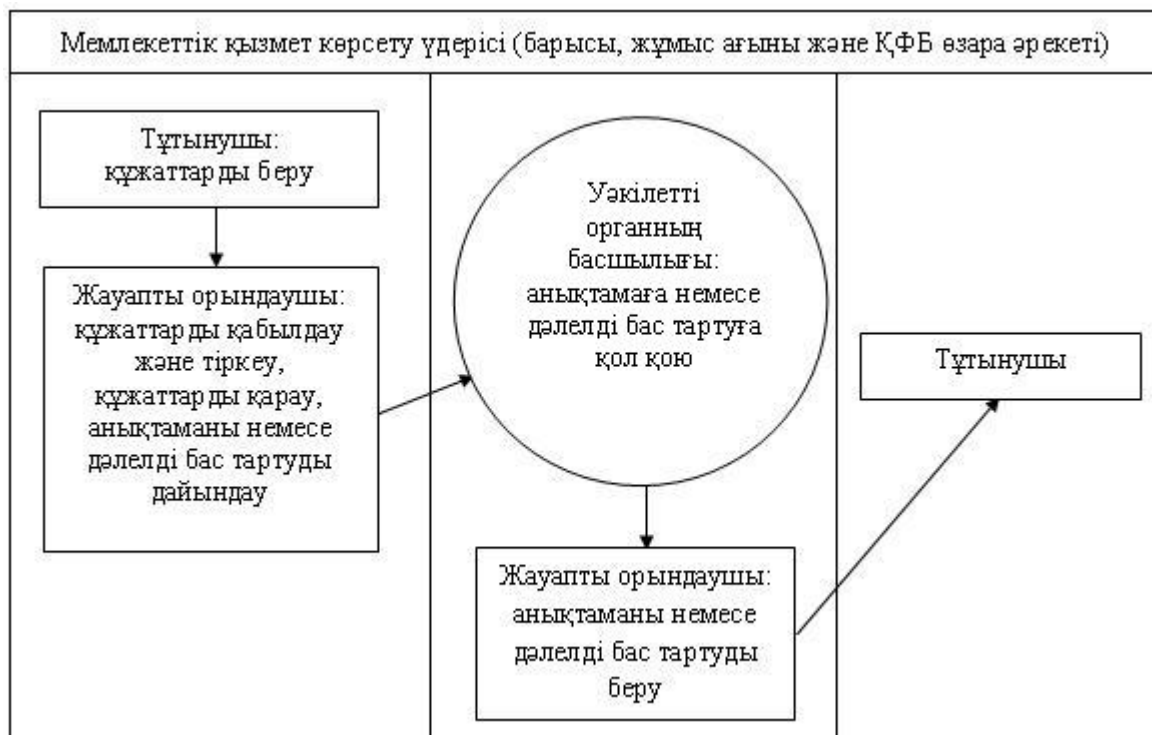 Мемлекеттік қызмет көрсету үдерісі (барысы, жұмыс ағыны және ҚФБ өзара әрекеті)
Тұтынушы:
құжаттарды беру
Жауапты орындаушы:
құжаттарды қабылдау
және тіркеу,
құжаттарды қарау,
анықтаманы немесе
дәлелді бас тартуды
дайындау
Уәкілетті
органның
басшылығы:
анықтамаға немесе
дәлелді бас тартуға
қол қою
Жауапты орындаушы:
анықтаманы немесе
дәлелді бас тартуды
беру
Тұтынушы